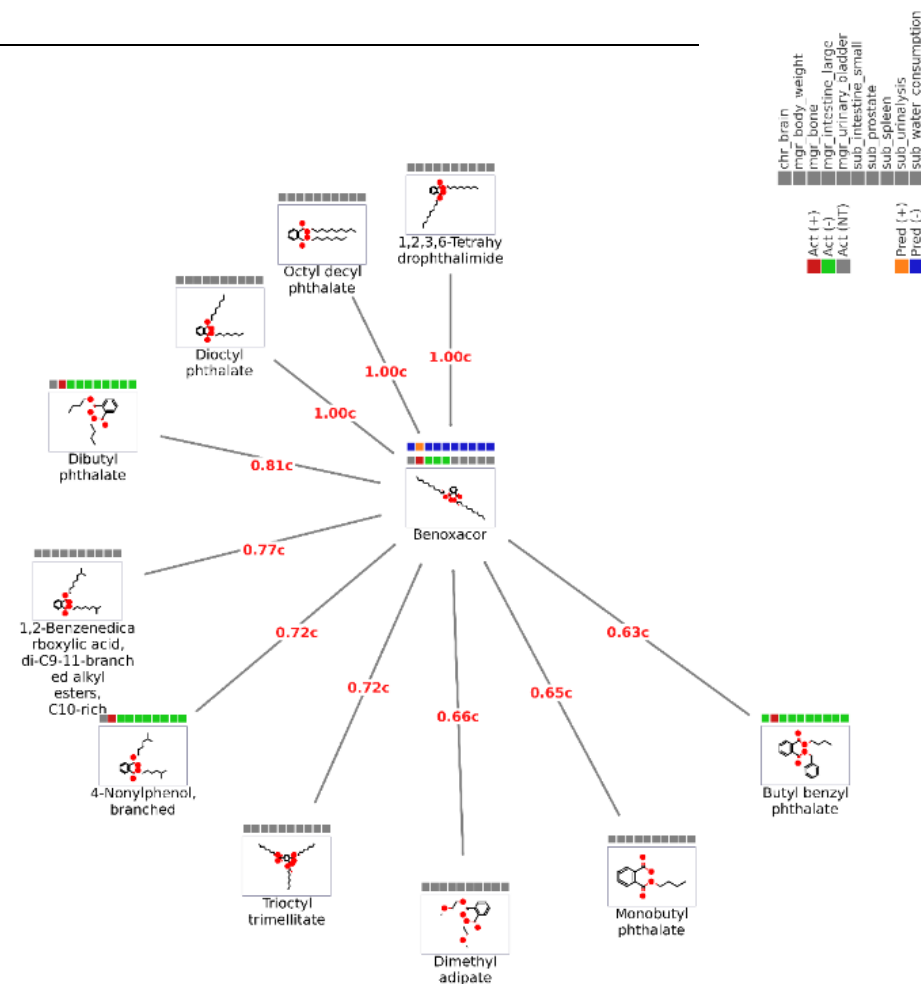 chr_brain
mgr_body_weight
mgr_bone
mgr_intestine_large
mgr_urinary_bladder
sub_intestine_small
sub_prostate
sub_spleen
sub_urinalysis
sub_water_consumption
Act (+)
Act (-)
Act (NT)
Pred (+)
Pred (-)
1,2,3,6-Tetrahy
drophthalimide
Octyl decyl
phthalate
Dioctyl
phthalate
1.00c
1.00c
1.00c
Dibutyl
phthalate
0.81c
Benoxacor
0.77c
1,2-Benzenedica
rboxylic acid,
di-C9-11-branch
ed alkyl
esters,
C10-rich
0.72c
0.63c
0.72c
0.65c
0.66c
4-Nonylphenol,
branched
Butyl benzyl
phthalate
Trioctyl
trimellitate
Monobutyl
phthalate
Dimethyl
adipate